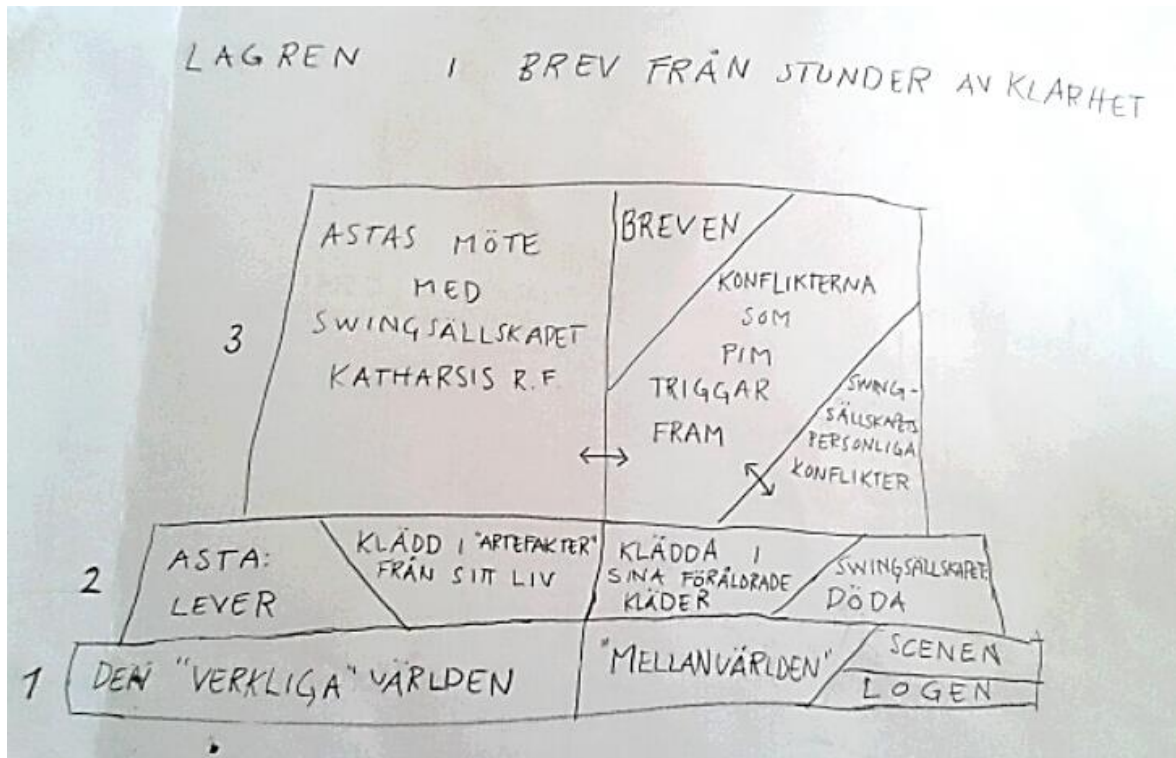 LAGREN I BREV FRÅN STUNDER AV KLARHET
3
ASTAS MÖTE
MED
SWINGSÄLLSKAPET
KATHARSIS R.F.
BREVEN
KONFLIKTERNA
SOM
PIM
TRIGGAR
FRAM
SWING-
SÄLLSKAPETS
PERSONLIGA
KONFLIKTER
2
ASTA:
LEVER
KLÄDD I "ARTEFAKTER"
FRÅN SITT LIV
KLÄDDA I
SINA FÖRÅLDRADE
KLÄDER
SWINGSÄLLSKAPET:
DÖDA
1
DEN "VERKLIGA" VÄRLDEN
"MELLANVÄRLDEN"
SCENEN
LOGEN